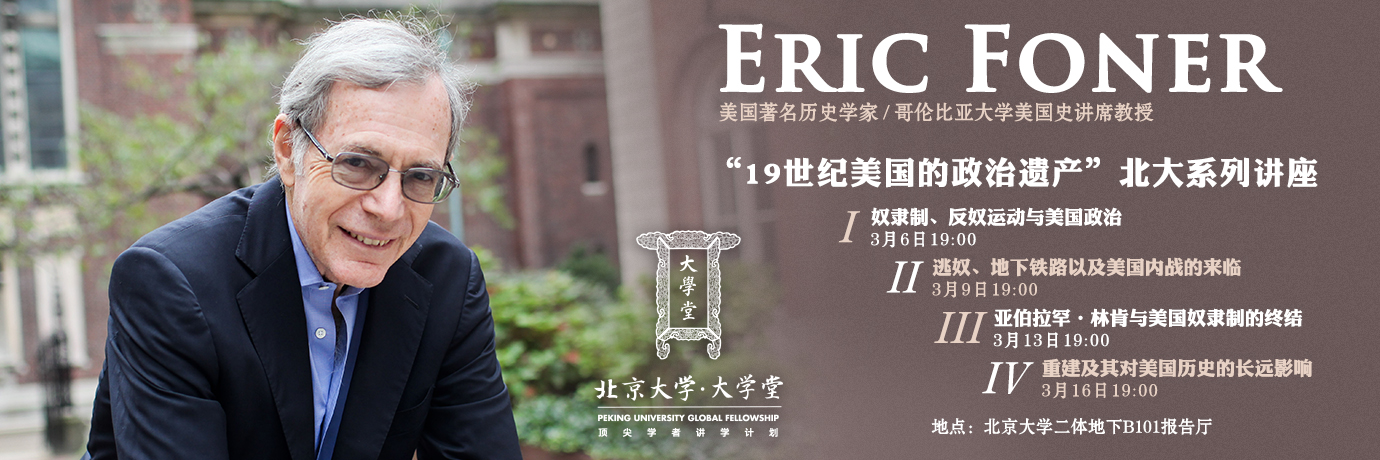 ERIC FONER
美国著名历史学家 / 哥伦比亚大学美国史讲席教授
“19世纪美国的政治遗产”北大系列讲座
I 奴隶制、反奴运动与美国政治
3月6日19:00
II 逃奴、地下铁路以及美国内战的来临
3月9日19:00
III 亚伯拉罕·林肯与美国奴隶制的终结
3月13日19:00
IV 重建及其对美国历史的长远影响
3月16日19:00
地点：北京大学二体地下B101报告厅
大學堂
北京大学·大学堂
PEKING UNIVERSITY GLOBAL FELLOWSHIP
顶尖学者讲学计划